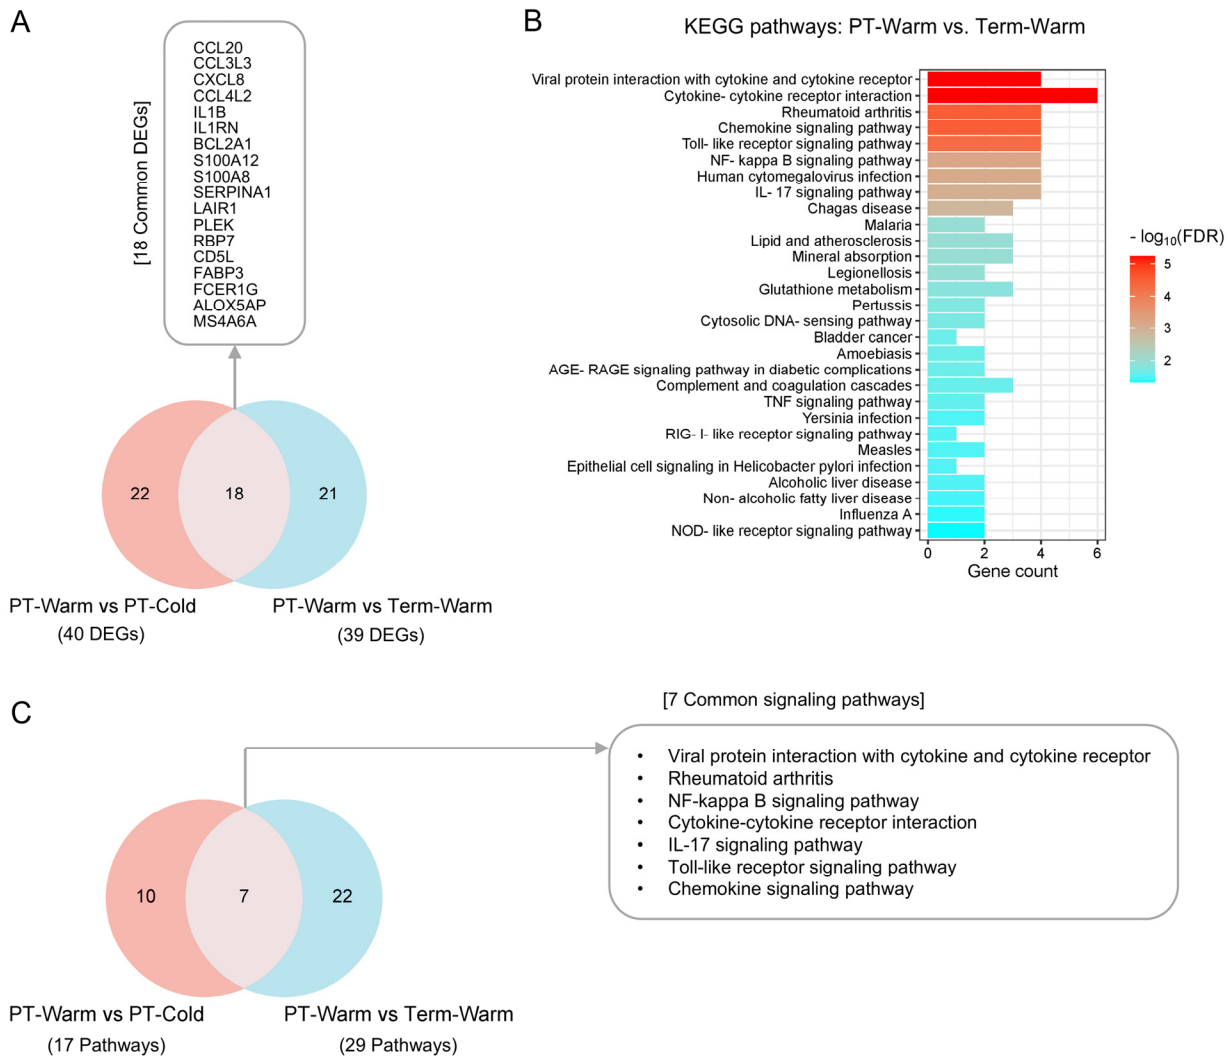 A
[18 Common DEGs]
CCL20
CCL3L3
CXCL8
CCL4L2
IL1B
IL1RN
BCL2A1
S100A12
S100A8
SERPINA1
LAIR1
PLEK
RBP7
CD5L
FABP3
FCER1G
ALOX5AP
MS4A6A
22
18
21
PT-Warm vs PT-Cold
(40 DEGs)
PT-Warm vs Term-Warm
(39 DEGs)
B
KEGG pathways: PT-Warm vs. Term-Warm
Viral protein interaction with cytokine and cytokine receptor
Cytokine- cytokine receptor interaction
Rheumatoid arthritis
Chemokine signaling pathway
Toll- like receptor signaling pathway
NF- kappa B signaling pathway
Human cytomegalovirus infection
IL- 17 signaling pathway
Chagas disease
Malaria
Lipid and atherosclerosis
Mineral absorption
Legionellosis
Glutathione metabolism
Pertussis
Cytosolic DNA- sensing pathway
Bladder cancer
Amoebiasis
AGE- RAGE signaling pathway in diabetic complications
Complement and coagulation cascades
TNF signaling pathway
Yersinia infection
RIG- I- like receptor signaling pathway
Measles
Epithelial cell signaling in Helicobacter pylori infection
Alcoholic liver disease
Non- alcoholic fatty liver disease
Influenza A
NOD- like receptor signaling pathway
0 2 4 6
Gene count
- log10(FDR)
5
4
3
2
C
10
7
22
PT-Warm vs PT-Cold
(17 Pathways)
PT-Warm vs Term-Warm
(29 Pathways)
[7 Common signaling pathways]
• Viral protein interaction with cytokine and cytokine receptor
• Rheumatoid arthritis
• NF-kappa B signaling pathway
• Cytokine-cytokine receptor interaction
• IL-17 signaling pathway
• Toll-like receptor signaling pathway
• Chemokine signaling pathway